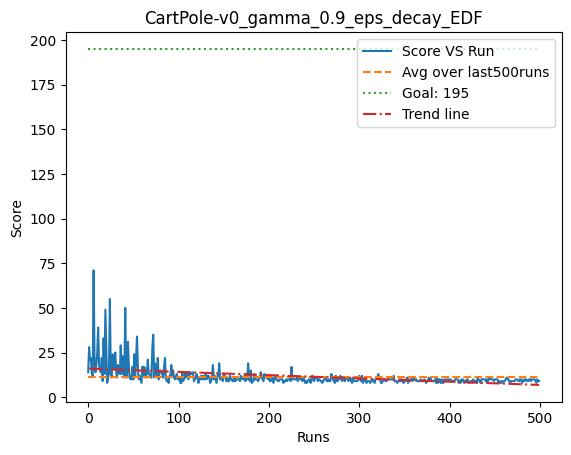 CartPole-v0_gamma_0.9_eps_decay_EDF
200
175
150
125
100
75
50
25
0
Score
Score VS Run
Avg over last500runs
Goal: 195
Trend line
0
100
200
300
400
500
Runs